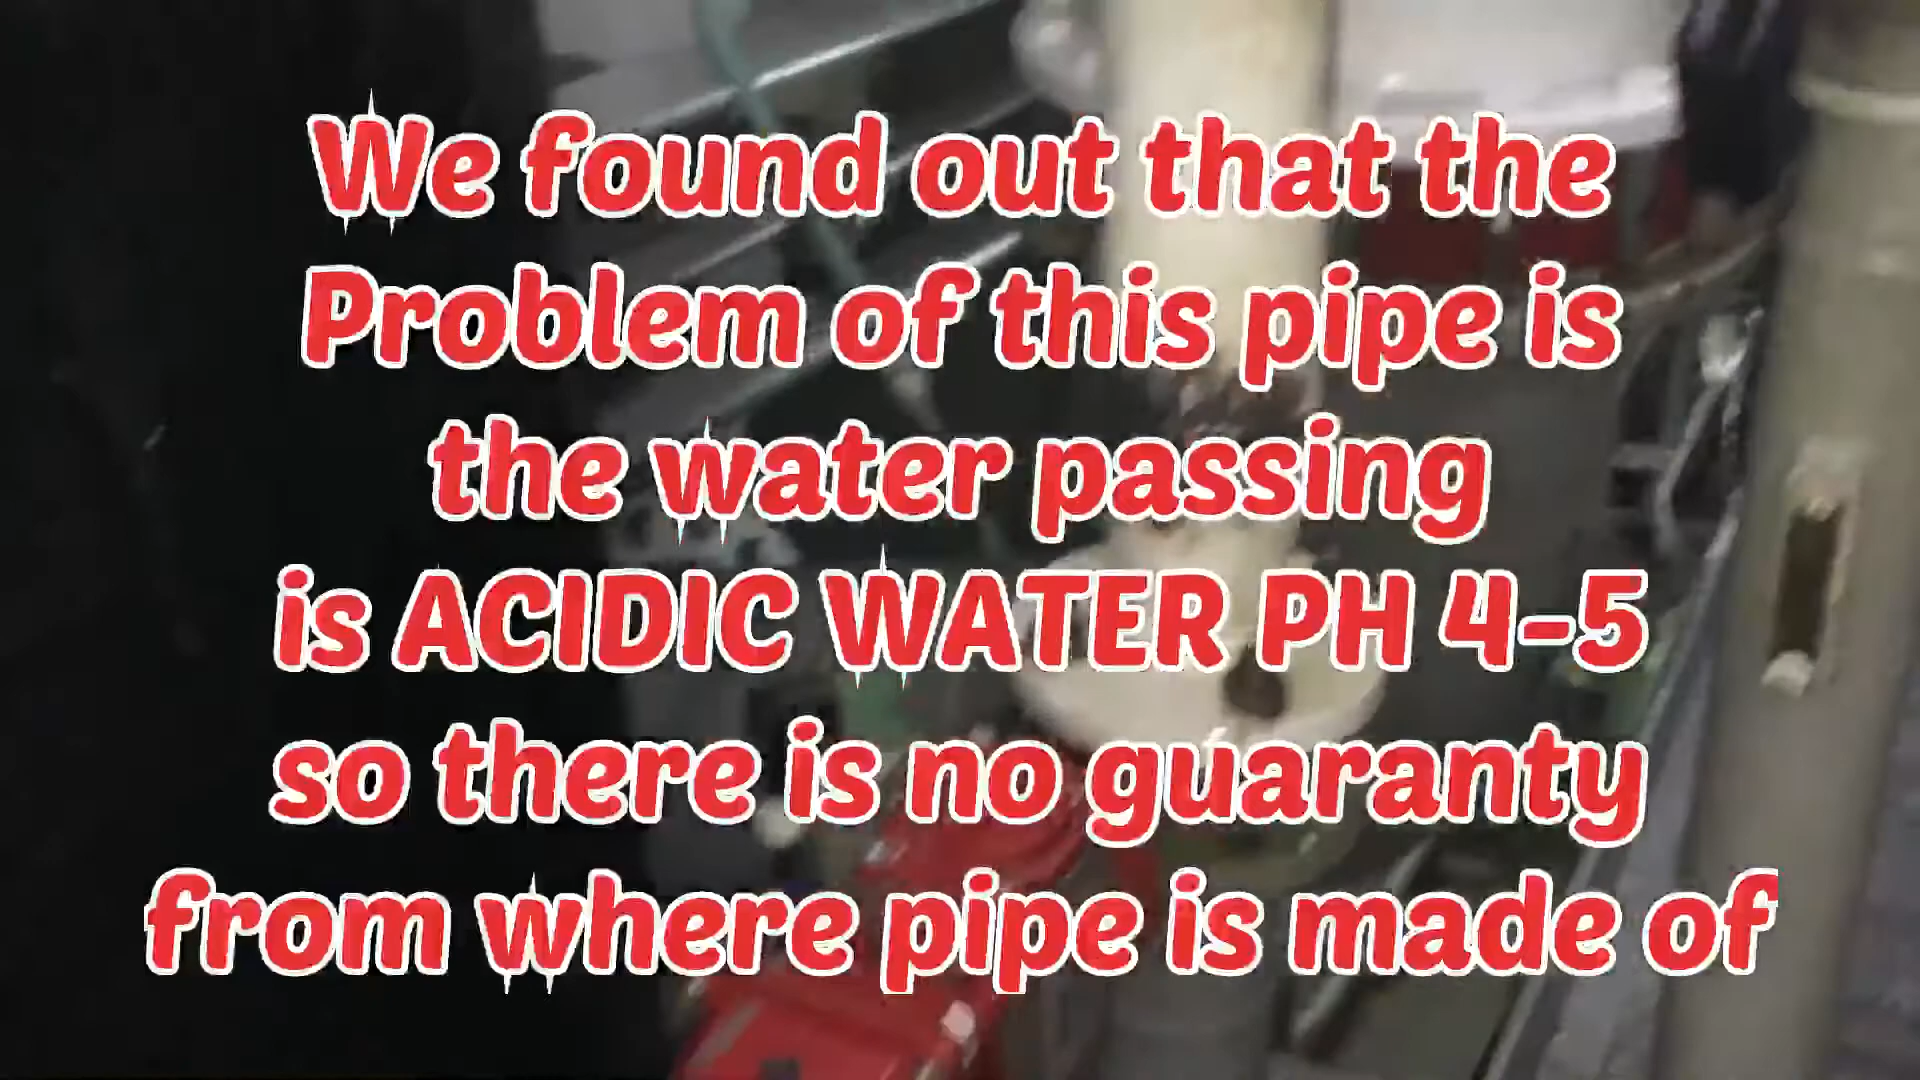 We found out that the
Problem of this pipe is
the water passing
is ACIDIC WATER PH 4-5
so there is no guaranty
from where pipe is made of